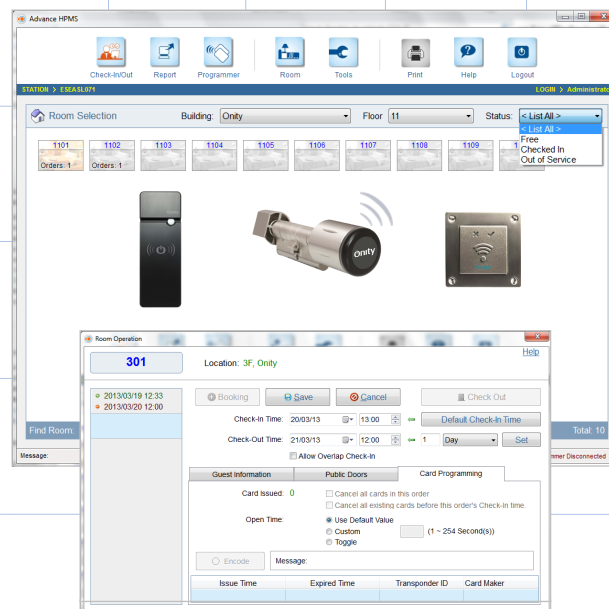 Advance HPMS
Check-In/Out Report Programmer Room Tools Print Help Logout
STATION > ESEASL071 LOGIN > Administrato
Room Selection Building: Onity Floor 11 Status: < List All >
< List All >
Free
Checked In
Out of Service
1101 1102 1103 1104 1105 1106 1107 1108 1109
Orders: 1 Orders: 1
onity
Room Operation
Help
301 Location: 3F, Onity
2013/03/19 12:33
2013/03/20 12:00
Booking Save Cancel Check Out
Check-In Time: 20/03/13 13:00 Default Check-In Time
Check-Out Time: 21/03/13 12:00 1 Day Set
Allow Overlap Check-In
Guest Information Public Doors Card Programming
Card Issued: 0 Cancel all cards in this order
Cancel all existing cards before this order's Check-In time.
Open Time: Use Default Value
Custom (1 ~ 254 Second(s))
Toggle
Encode Message:
Issue Time Expired Time Transponder ID Card Maker
Find Room: Total: 10
Message: mmer Disconnected